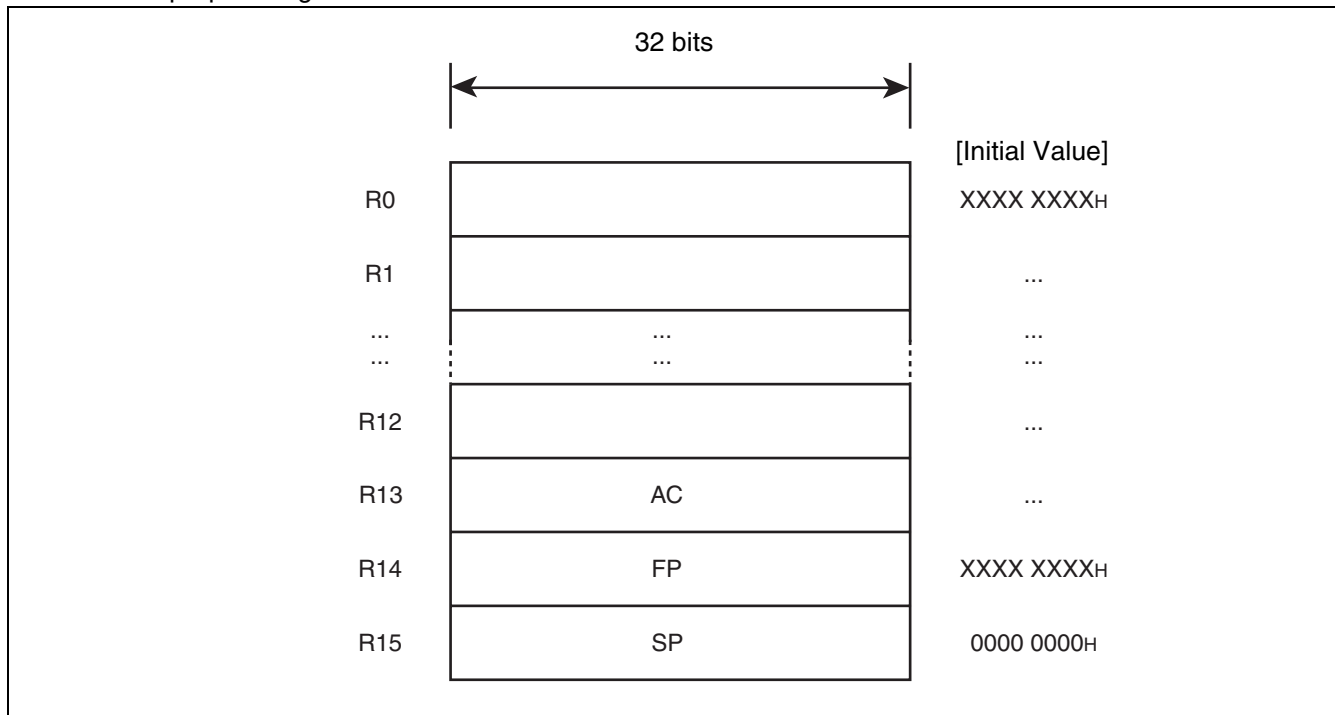 32 bits
[Initial Value]
R0 XXXX XXXXH
R1 ...
... ... ...
... ... ...
R12 ...
R13 AC ...
R14 FP XXXX XXXXH
R15 SP 0000 0000H